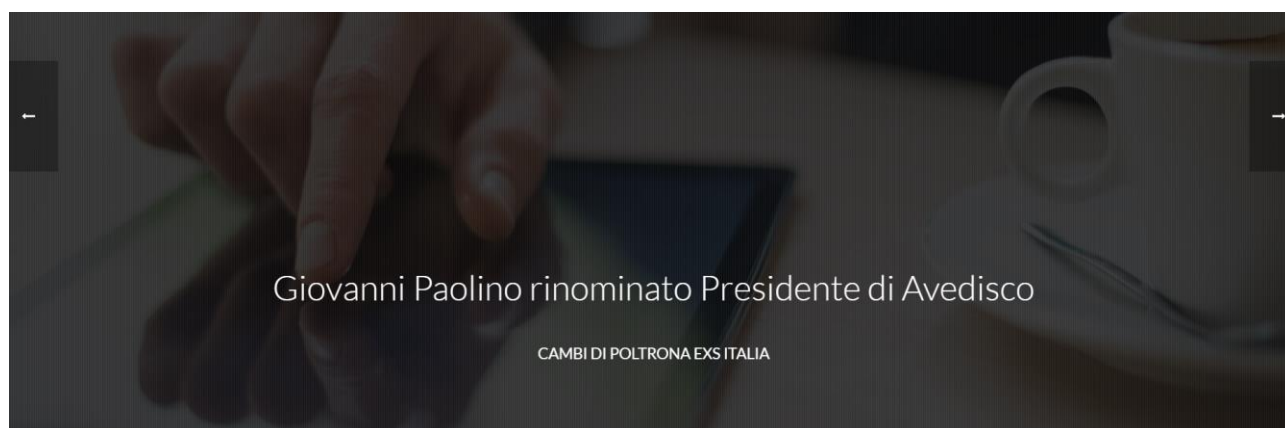 ←
→
Giovanni Paolino rinominato Presidente di Avedisco
CAMBI DI POLTRONA EXS ITALIA